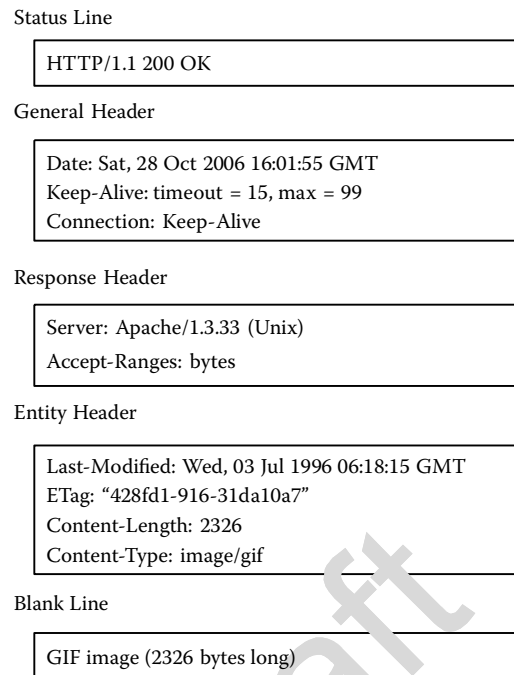 Status Line
HTTP/1.1 200 OK
General Header
Date: Sat, 28 Oct 2006 16:01:55 GMT
Keep-Alive: timeout = 15, max = 99
Connection: Keep-Alive
Response Header
Server: Apache/1.3.33 (Unix)
Accept-Ranges: bytes
Entity Header
Last-Modified: Wed, 03 Jul 1996 06:18:15 GMT
ETag: “428fd1-916-31da10a7”
Content-Length: 2326
Content-Type: image/gif
Blank Line
GIF image (2326 bytes long)